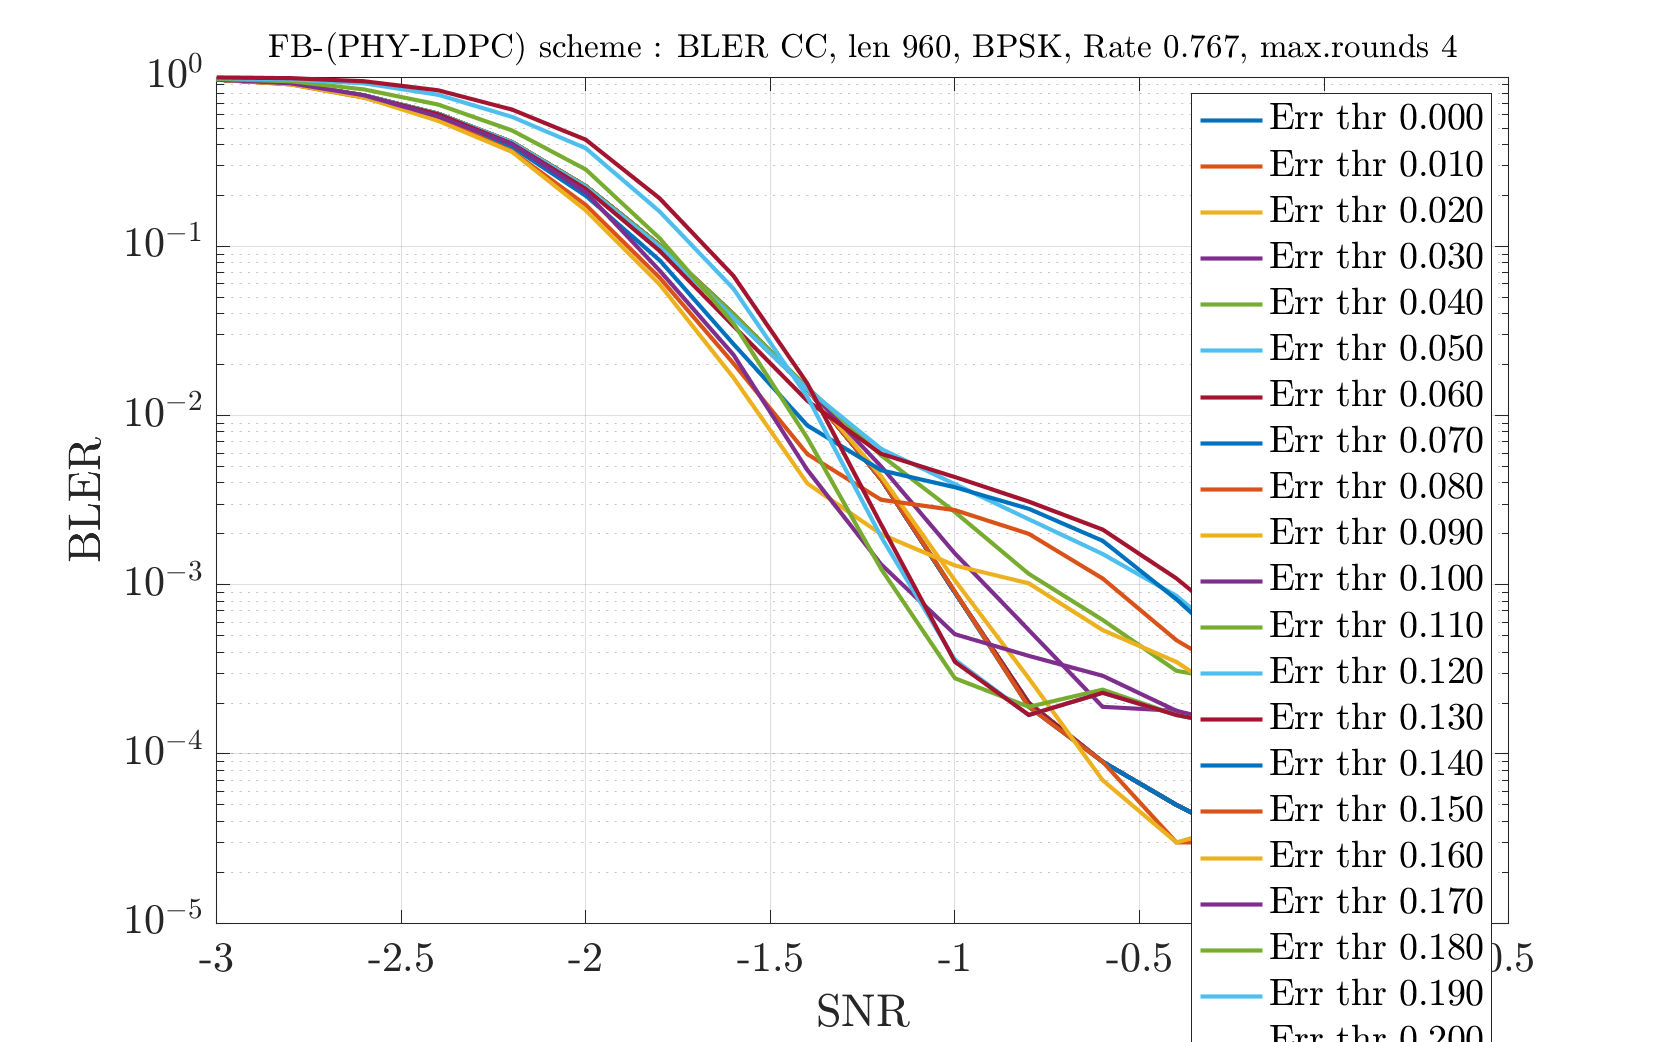 FB-(PHY-LDPC) scheme : BLER CC, len 960, BPSK, Rate 0.767, max.rounds 4
10^0
10^{-1}
10^{-2}
10^{-3}
10^{-4}
10^{-5}
BLER
-3 -2.5 -2 -1.5 -1 -0.5 0.5
SNR
Err thr 0.000
Err thr 0.010
Err thr 0.020
Err thr 0.030
Err thr 0.040
Err thr 0.050
Err thr 0.060
Err thr 0.070
Err thr 0.080
Err thr 0.090
Err thr 0.100
Err thr 0.110
Err thr 0.120
Err thr 0.130
Err thr 0.140
Err thr 0.150
Err thr 0.160
Err thr 0.170
Err thr 0.180
Err thr 0.190
Err thr 0.200